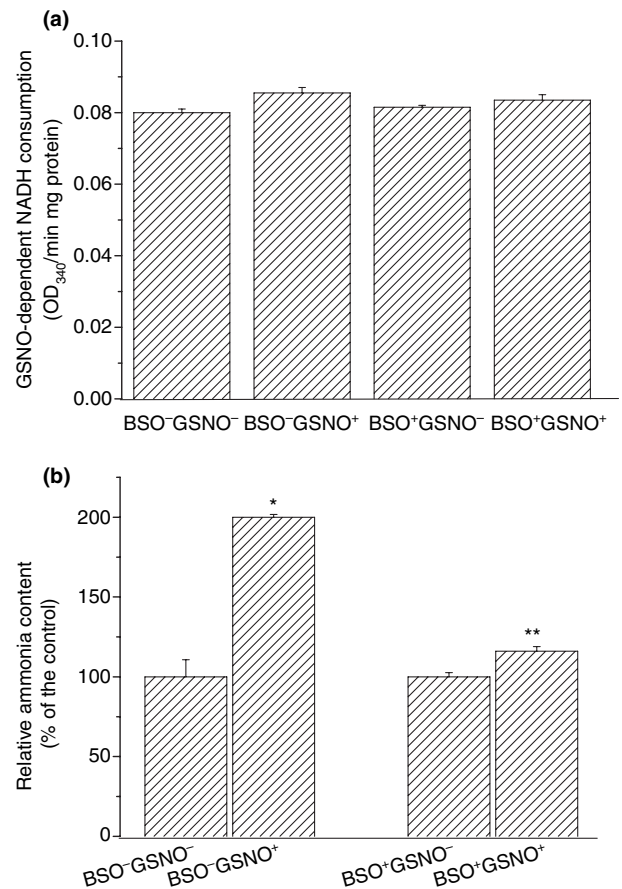 (a)
GSNO-dependent NADH consumption
(OD₃₄₀/min mg protein)
0.10
0.08
0.06
0.04
0.02
0.00
BSO⁻GSNO⁻ BSO⁻GSNO⁺ BSO⁺GSNO⁻ BSO⁺GSNO⁺
(b)
Relative ammonia content
(% of the control)
200
150
100
50
0
*
**
BSO⁻GSNO⁻ BSO⁻GSNO⁺ BSO⁺GSNO⁻ BSO⁺GSNO⁺